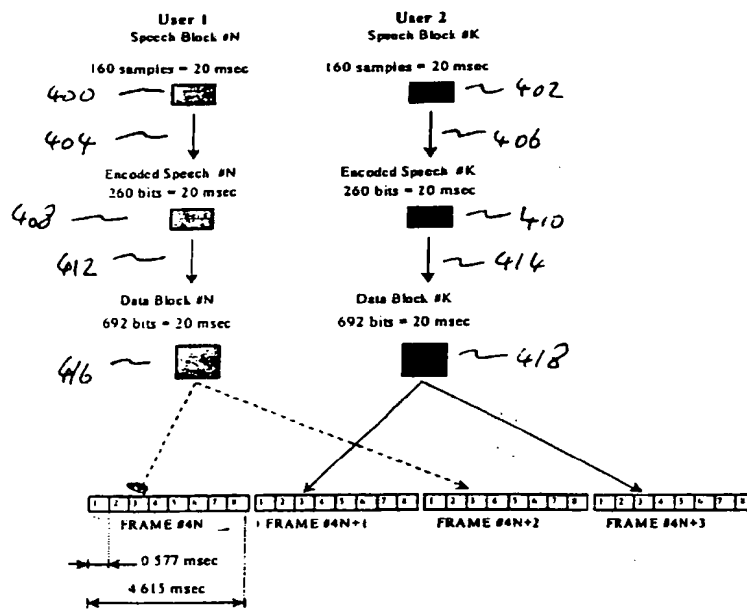 User 1
Speech Block #N
User 2
Speech Block #K
160 samples = 20 msec
160 samples = 20 msec
400
402
404
406
Encoded Speech #N
260 bits = 20 msec
Encoded Speech #K
260 bits = 20 msec
408
410
412
414
Data Block #N
692 bits = 20 msec
Data Block #K
692 bits = 20 msec
416
418
1 2 3 4 5 6 7 8
1 2 3 4 5 6 7 8
1 2 3 4 5 6 7 8
1 2 3 4 5 6 7 8
FRAME #4N
FRAME #4N+1
FRAME #4N+2
FRAME #4N+3
0.577 msec
4.615 msec